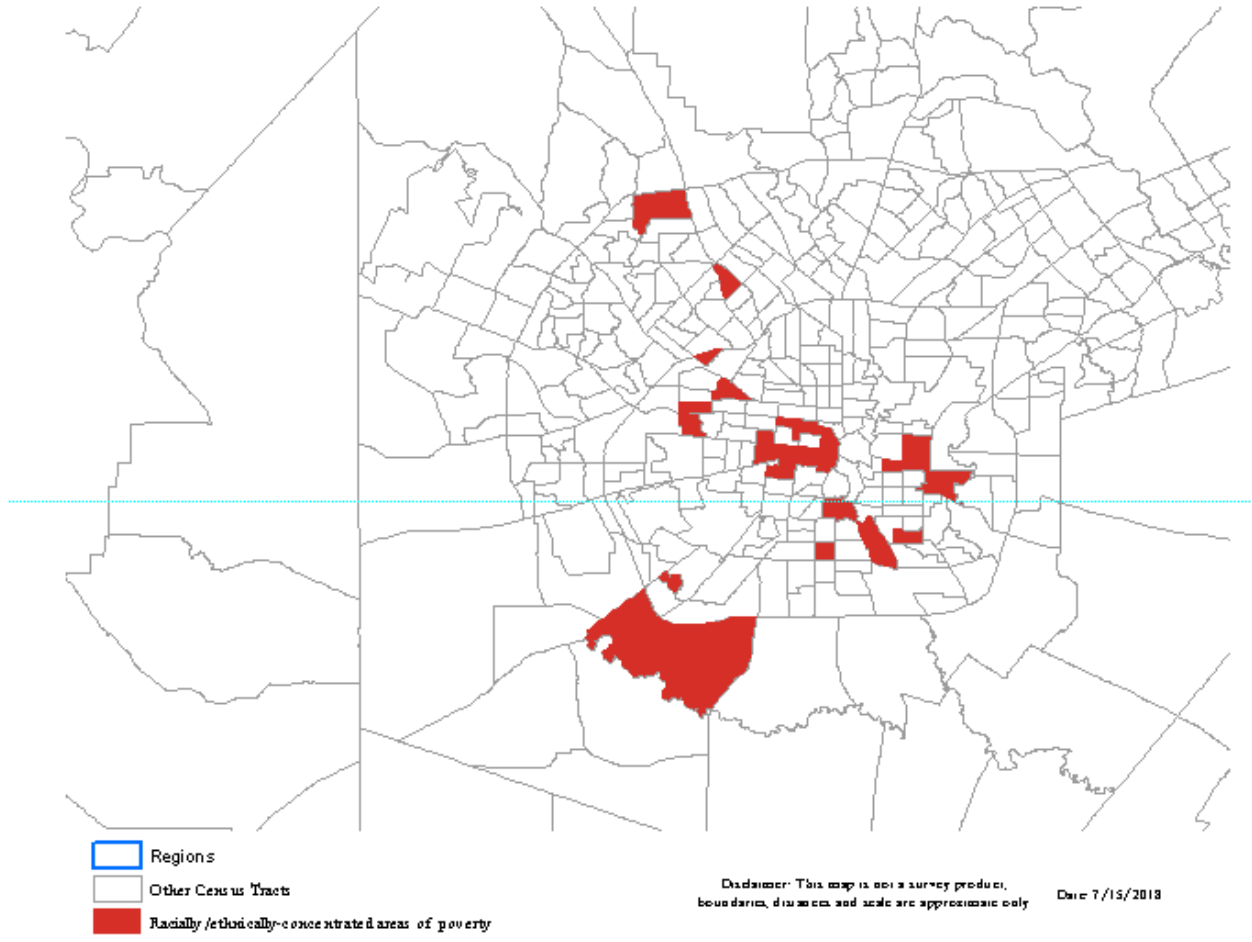 Regions
Other Census Tracts
Racially/ethnically-concentrated areas of poverty
Disclaimer: This map is not a survey product,
boundaries, distances and scale are approximate only
Date: 7/15/2018